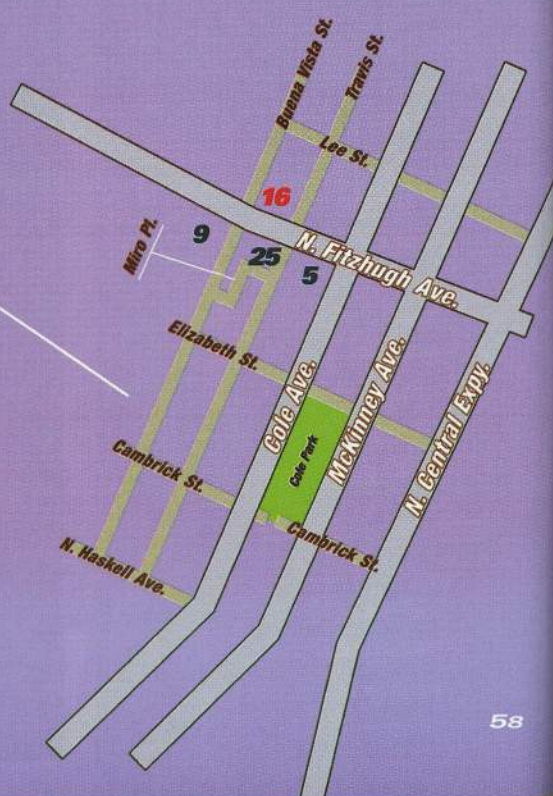 Buena Vista St.
Travis St.
Lee St.
16
9
Miro Pl.
25
5
N. Fitzhugh Ave.
Elizabeth St.
Cole Ave.
McKinney Ave.
N. Central Expy.
Cole Park
Cambrick St.
Cambrick St.
N. Haskell Ave.
58